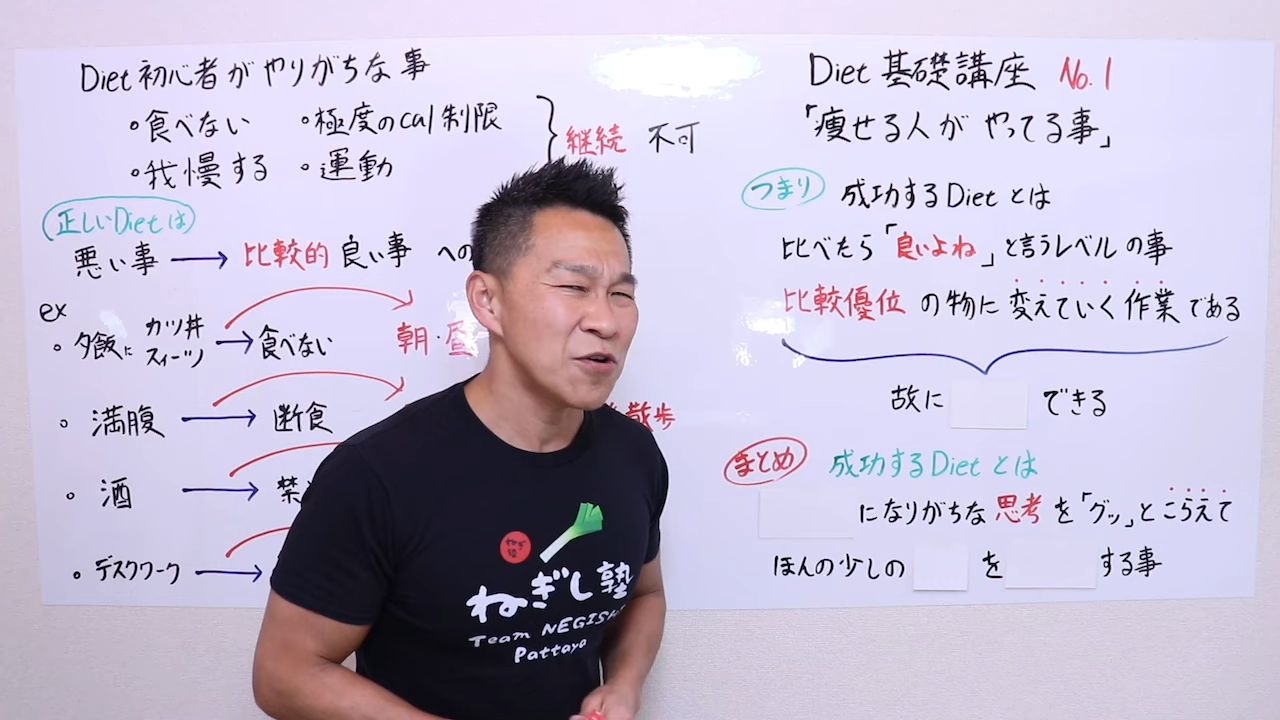 Diet 初心者がやりがちな事
・食べない ・極度のcal制限
・我慢する ・運動
継続 不可
正しいDietは
悪い事 → 比較的 良い事 への
ex
・夕飯に カツ丼 スイーツ → 食べない 朝・昼
・満腹 → 断食 散歩
・酒 → 禁
・デスクワーク →
Diet 基礎講座 No.1
「痩せる人が やってる事」
つまり 成功するDiet とは
比べたら「良いよね」と言うレベルの事
比較優位 の物に変えていく作業である
故に できる
まとめ 成功するDiet とは
になりがちな思考を「グッ」とこらえて
ほんの少しの を する事
ねぎ塾
ねぎし塾
Team NEGISHI
Pattaya